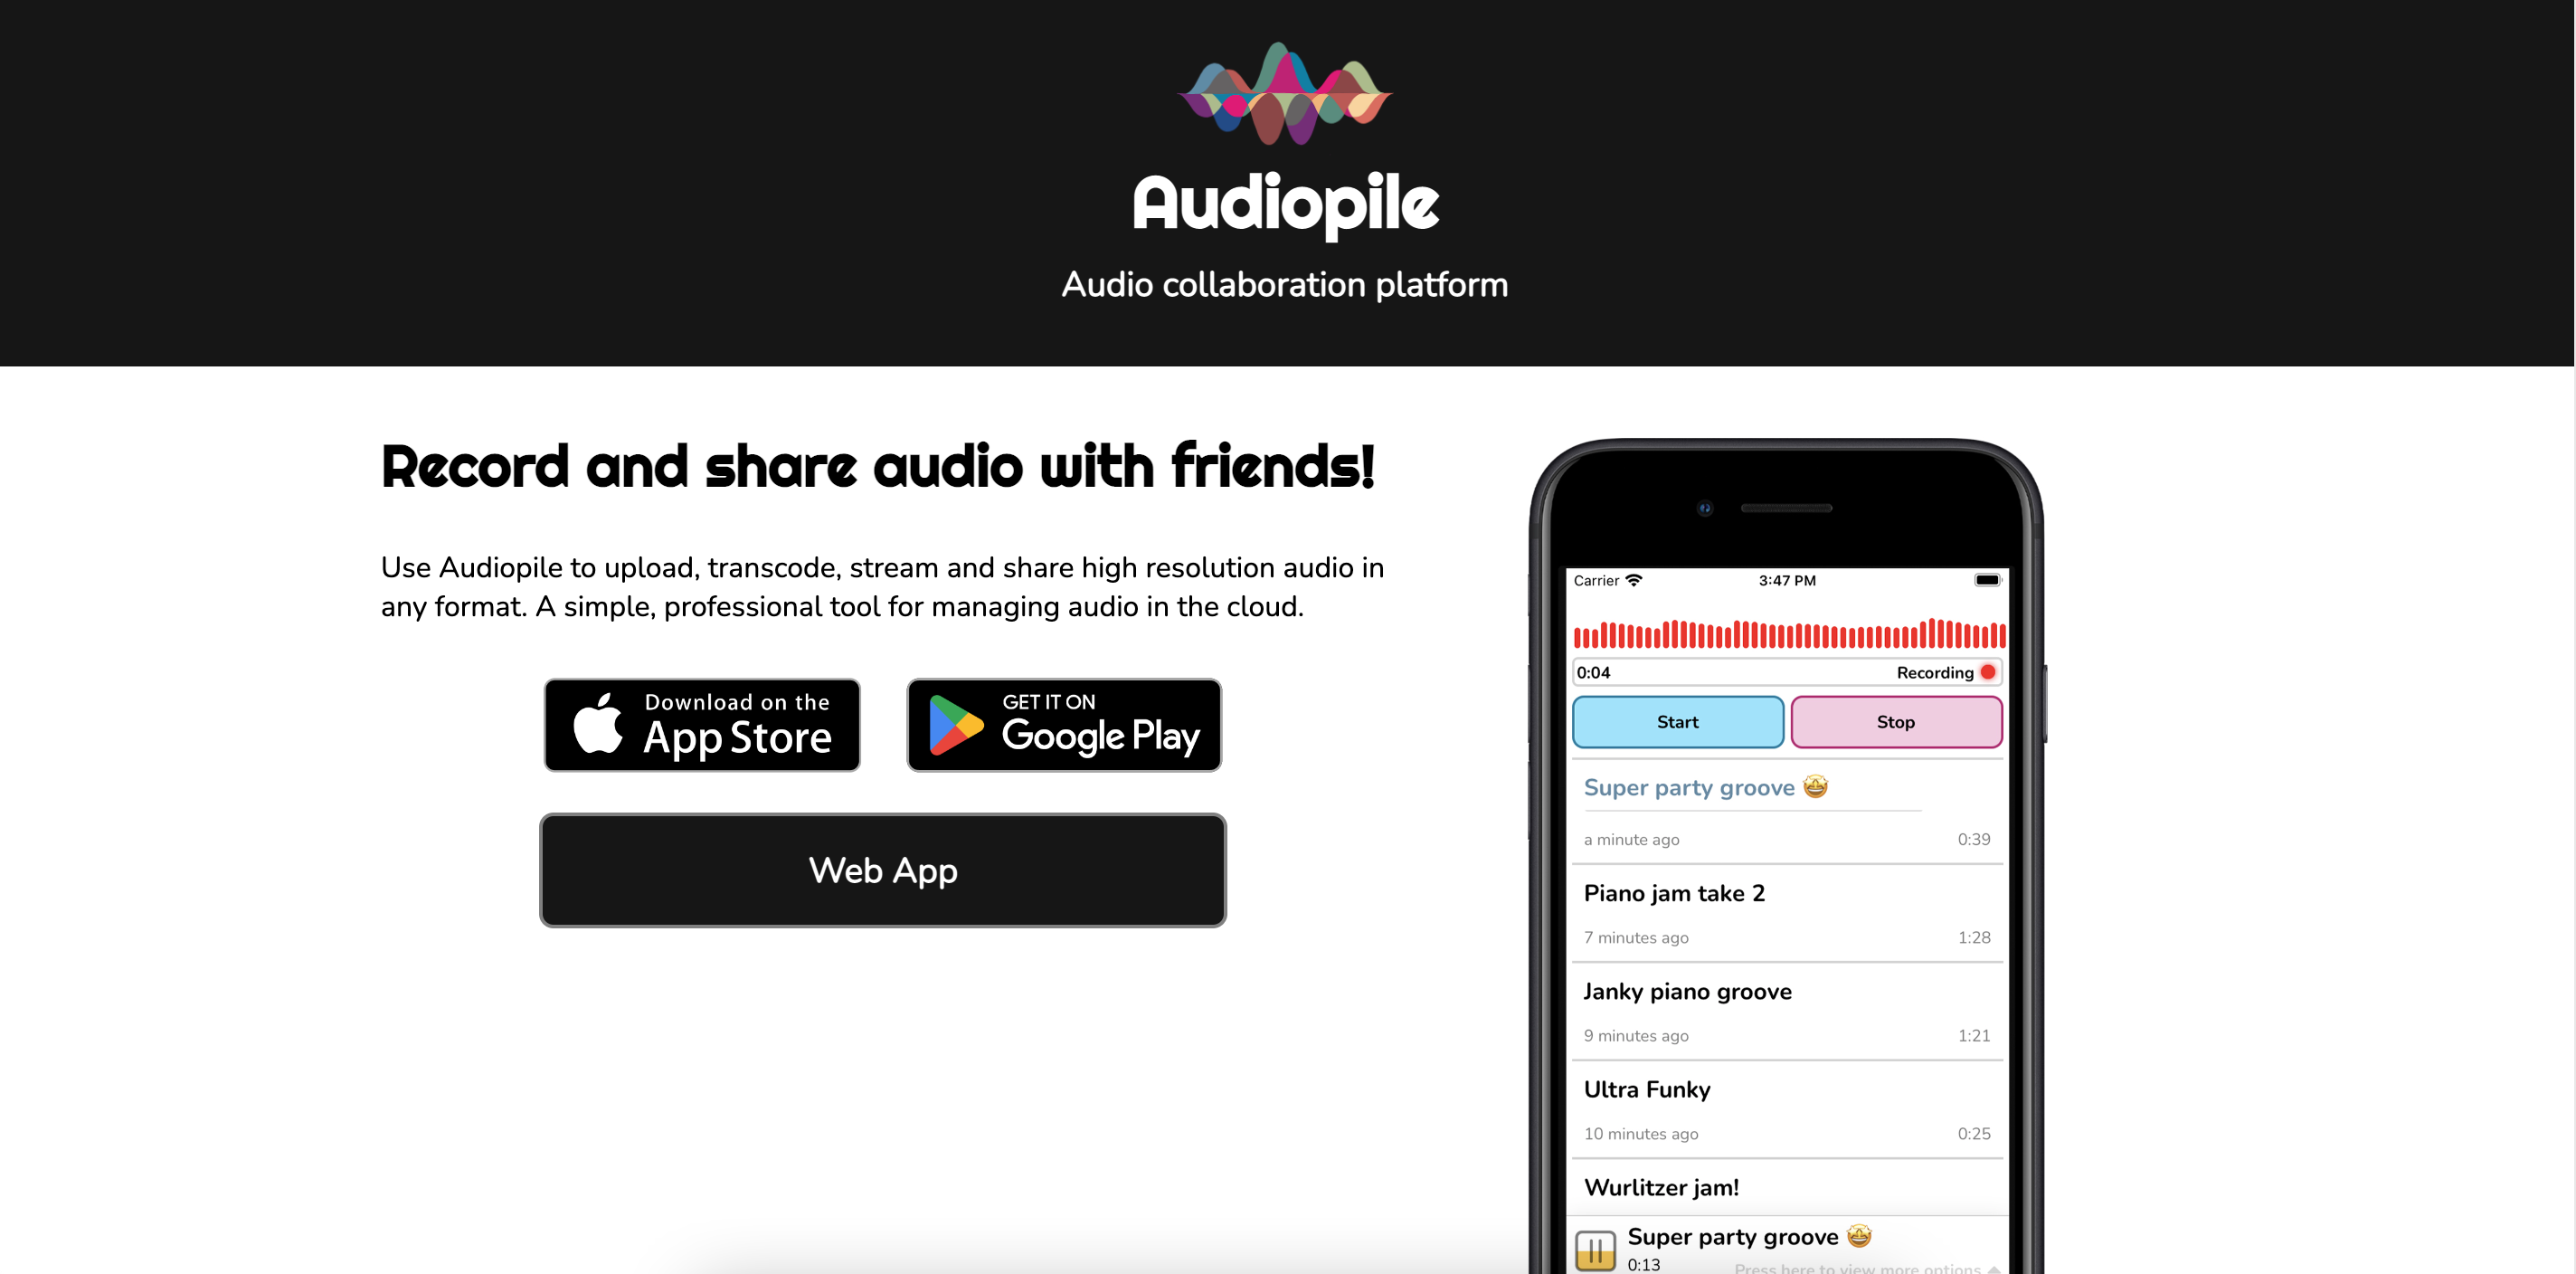 Audiopile
Audio collaboration platform
Record and share audio with friends!
Use Audiopile to upload, transcode, stream and share high resolution audio in
any format. A simple, professional tool for managing audio in the cloud.
Download on the
App Store
GET IT ON
Google Play
Web App
Carrier 3:47 PM
0:04 Recording
Start Stop
Super party groove 🤩
a minute ago 0:39
Piano jam take 2
7 minutes ago 1:28
Janky piano groove
9 minutes ago 1:21
Ultra Funky
10 minutes ago 0:25
Wurlitzer jam!
Super party groove 🤩
0:13
Press here to view more options